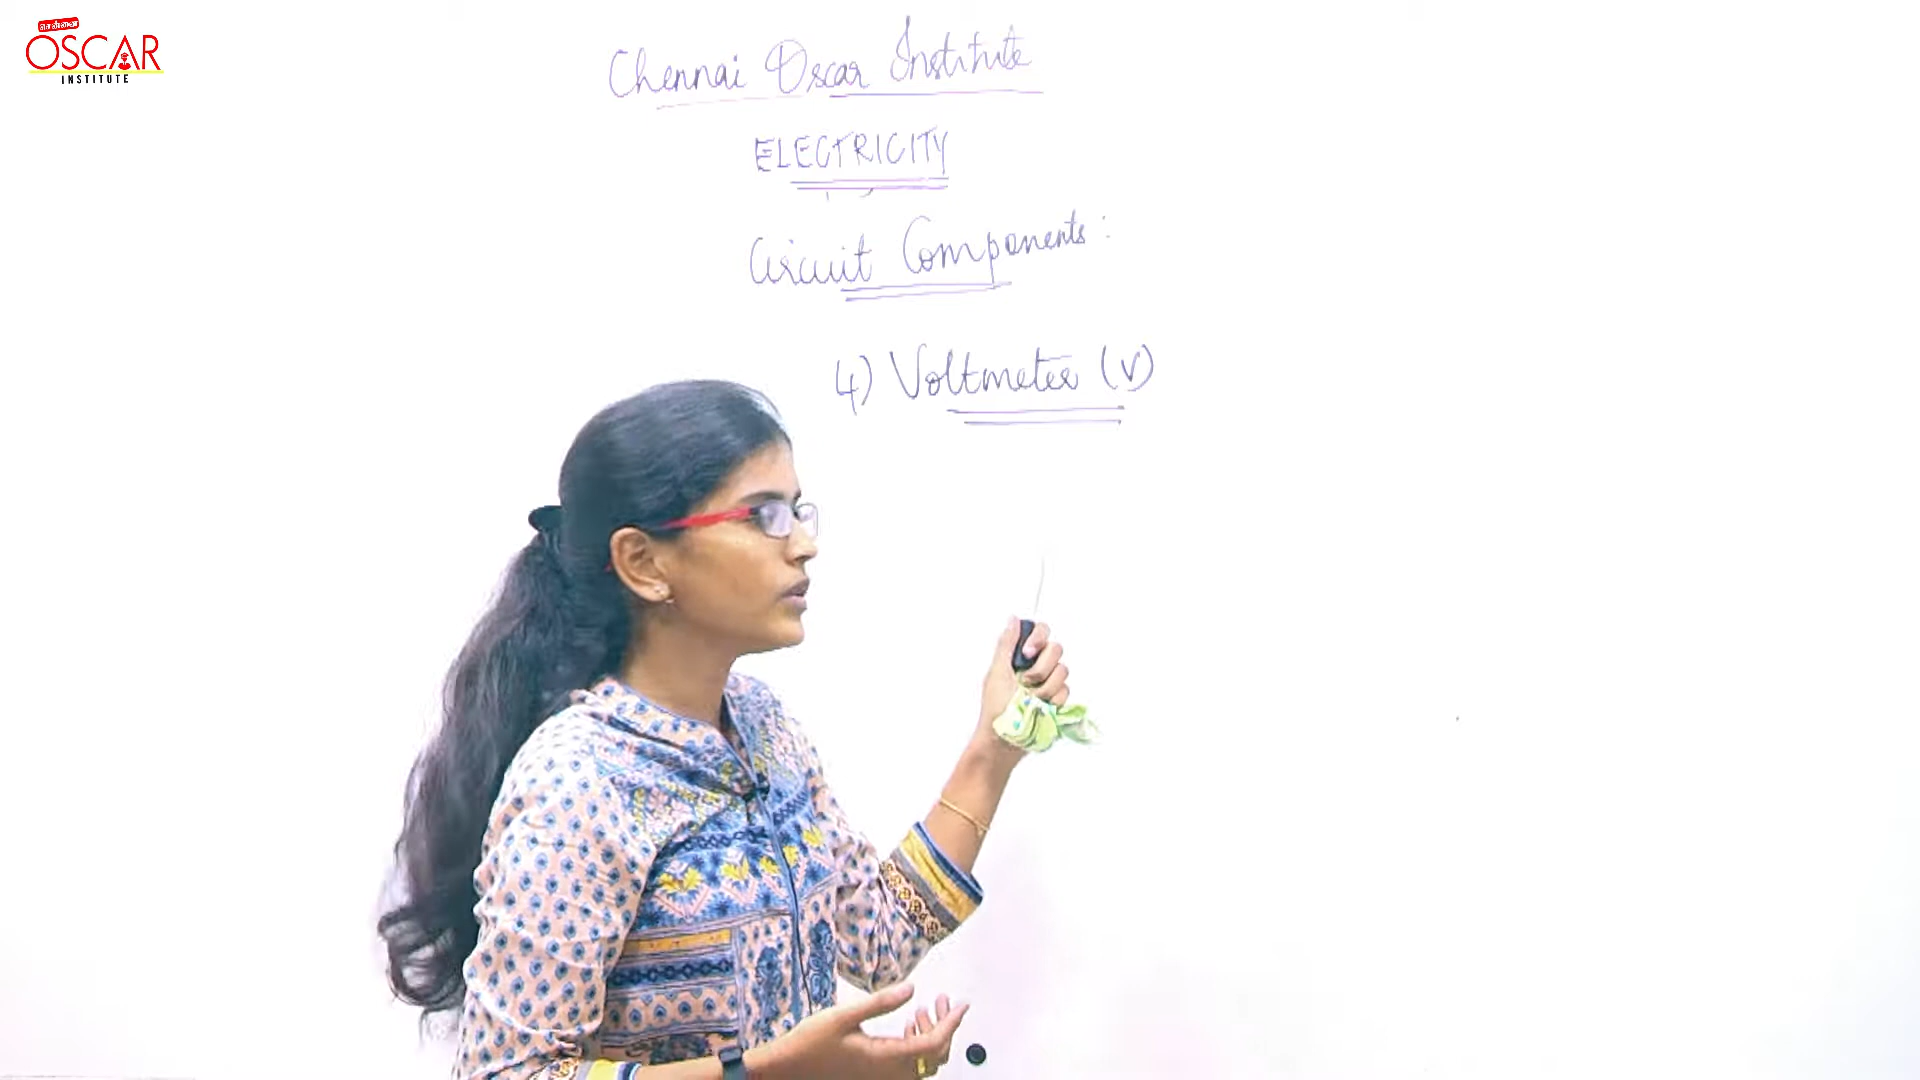 OSCAR
INSTITUTE
Chennai Oscar Institute
ELECTRICITY
Circuit Components:
4) Voltmeter (V)